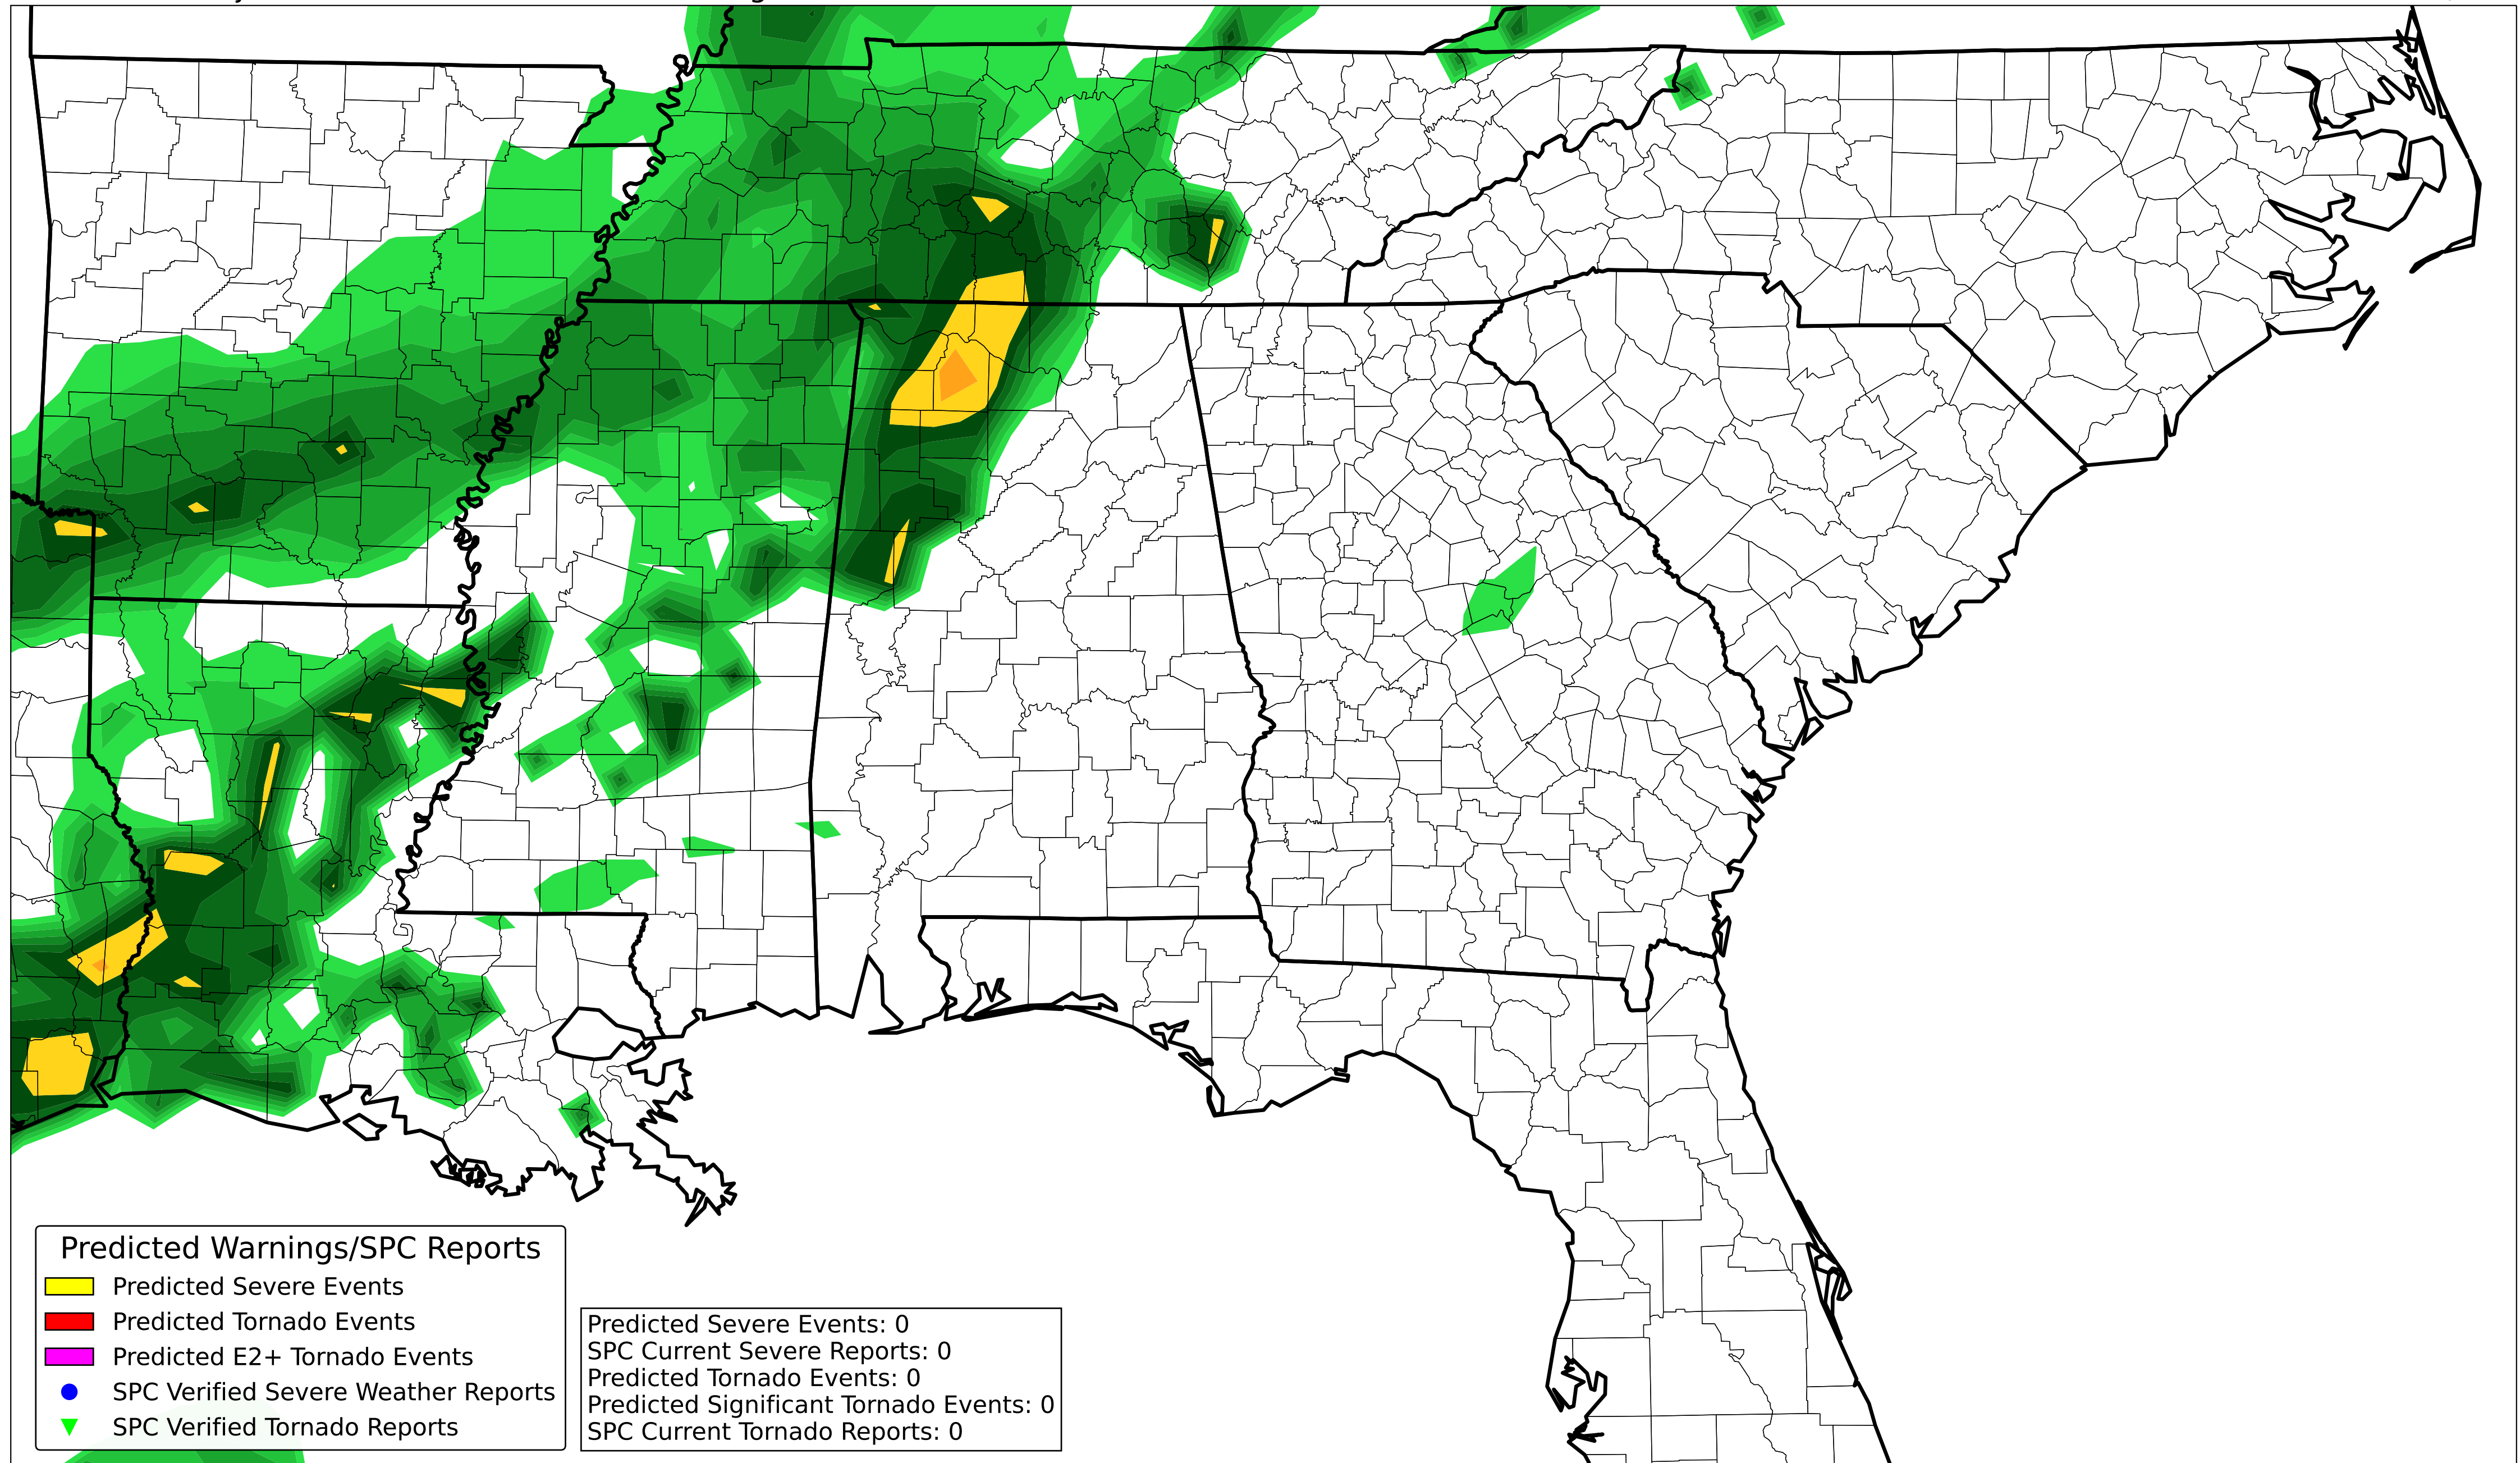 Predicted Warnings/SPC Reports
Predicted Severe Events
Predicted Tornado Events
Predicted E2+ Tornado Events
SPC Verified Severe Weather Reports
SPC Verified Tornado Reports
Predicted Severe Events: 0
SPC Current Severe Reports: 0
Predicted Tornado Events: 0
Predicted Significant Tornado Events: 0
SPC Current Tornado Reports: 0